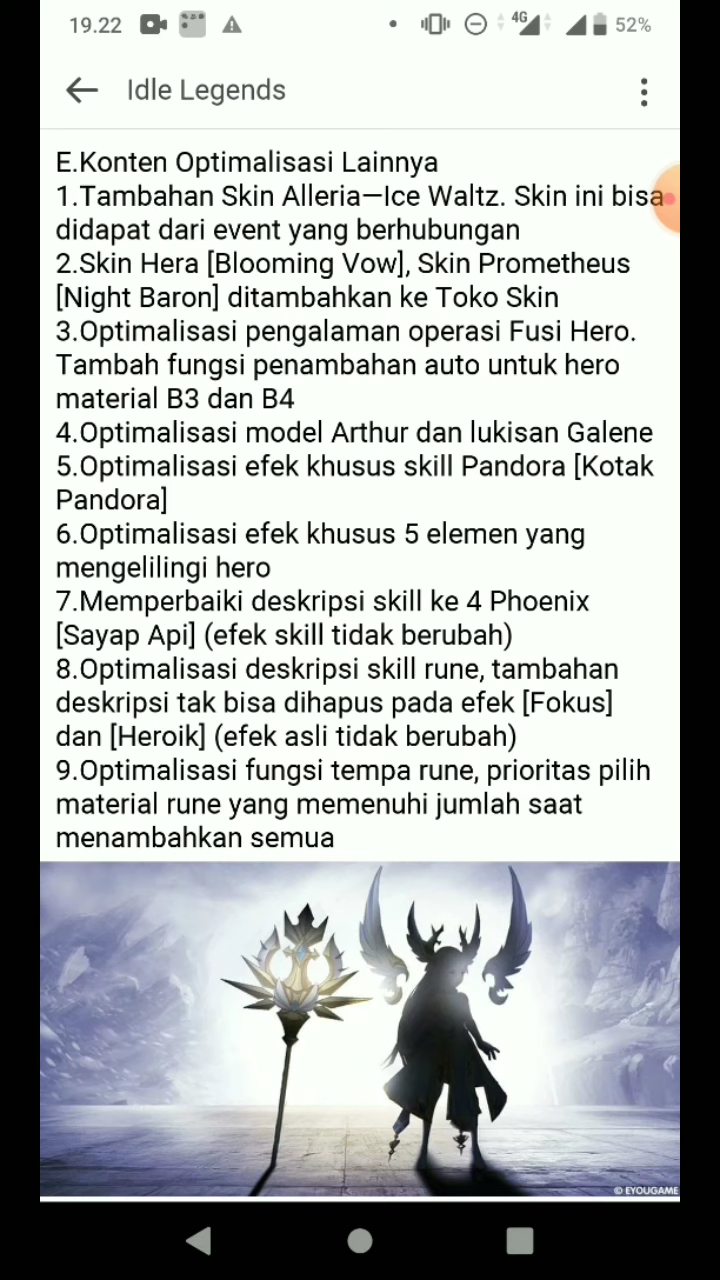 19.22
4G
52%
Idle Legends
E.Konten Optimalisasi Lainnya
1.Tambahan Skin Alleria—Ice Waltz. Skin ini bisa
didapat dari event yang berhubungan
2.Skin Hera [Blooming Vow], Skin Prometheus
[Night Baron] ditambahkan ke Toko Skin
3.Optimalisasi pengalaman operasi Fusi Hero.
Tambah fungsi penambahan auto untuk hero
material B3 dan B4
4.Optimalisasi model Arthur dan lukisan Galene
5.Optimalisasi efek khusus skill Pandora [Kotak
Pandora]
6.Optimalisasi efek khusus 5 elemen yang
mengelilingi hero
7.Memperbaiki deskripsi skill ke 4 Phoenix
[Sayap Api] (efek skill tidak berubah)
8.Optimalisasi deskripsi skill rune, tambahan
deskripsi tak bisa dihapus pada efek [Fokus]
dan [Heroik] (efek asli tidak berubah)
9.Optimalisasi fungsi tempa rune, prioritas pilih
material rune yang memenuhi jumlah saat
menambahkan semua
© EYOUGAME